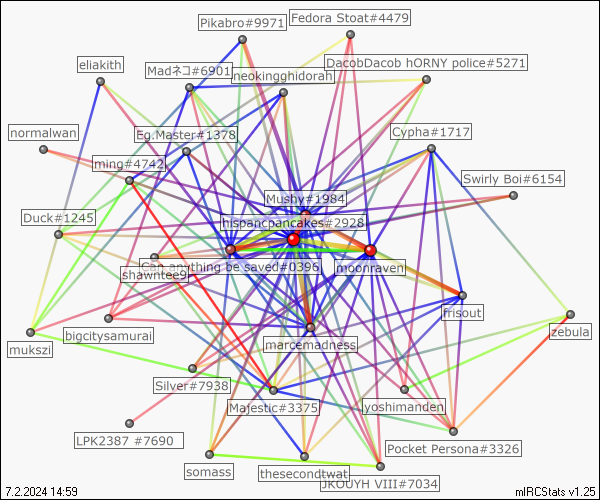 Fedora Stoat#4479
Pikabro#9971
DacobDacob hORNY police#5271
eliakith
Madネコ#6901
neokingghidorah
normalwan
Eg.Master#1378
Cypha#1717
ming#4742
Swirly Boi#6154
Mushy#1984
Duck#1245
hispancpancakes#2928
Can anything be saved#0396
moonraven
shawntee9
frisout
bigcitysamurai
zebula
mukszi
marcemadness
Silver#7938
Majestic#3375
yoshimanden
LPK2387 #7690
Pocket Persona#3326
somass
thesecondtwat
JKOUYH VIII#7034
7.2.2024 14:59
mIRCStats v1.25